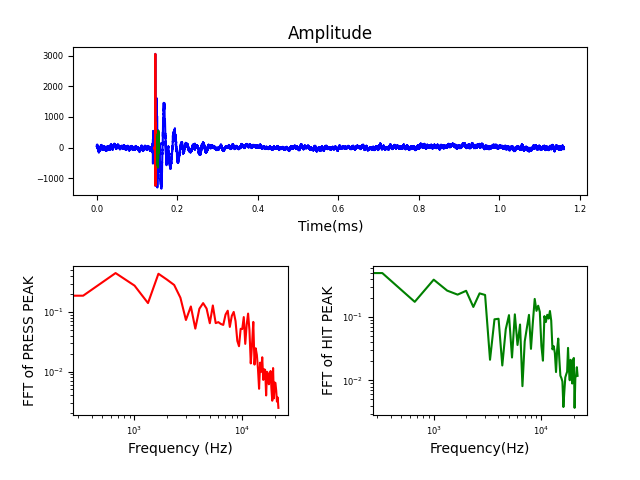 Amplitude
3000
2000
1000
0
−1000
0.0 0.2 0.4 0.6 0.8 1.0 1.2
Time(ms)
FFT of PRESS PEAK
10⁻¹
10⁻²
10³ 10⁴
Frequency (Hz)
FFT of HIT PEAK
10⁻¹
10⁻²
10³ 10⁴
Frequency(Hz)